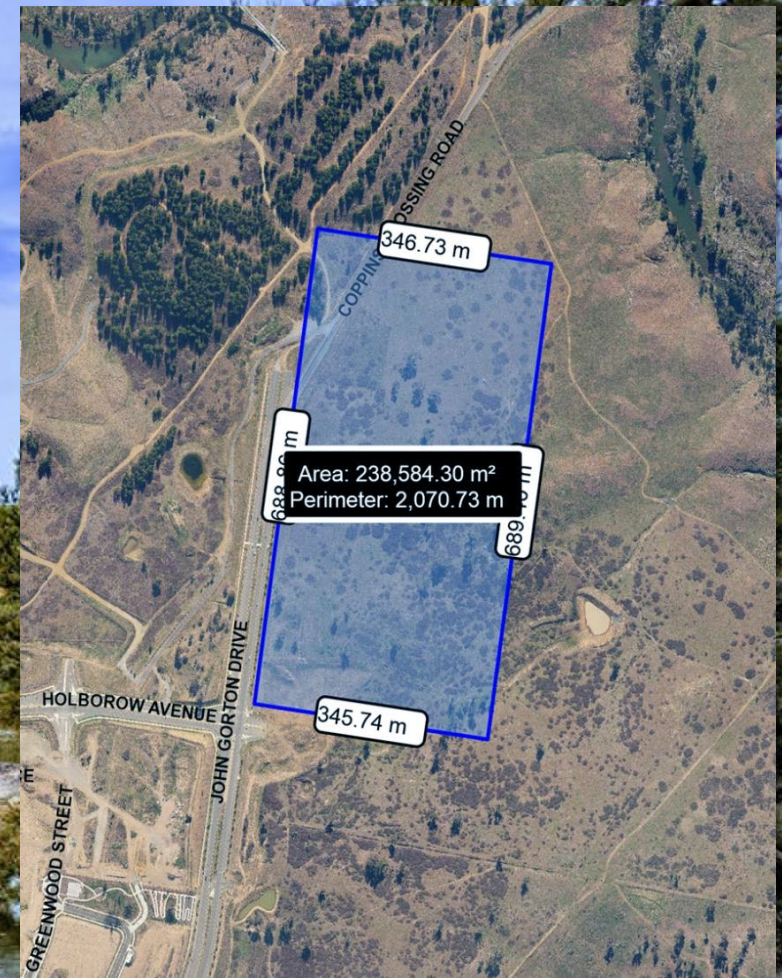 COPPINS OSSING ROAD
346.73 m
Area: 238,584.30 m²
Perimeter: 2,070.73 m
HOLBOROW AVENUE
JOHN GORTON DRIVE
345.74 m
GREENWOOD STREET